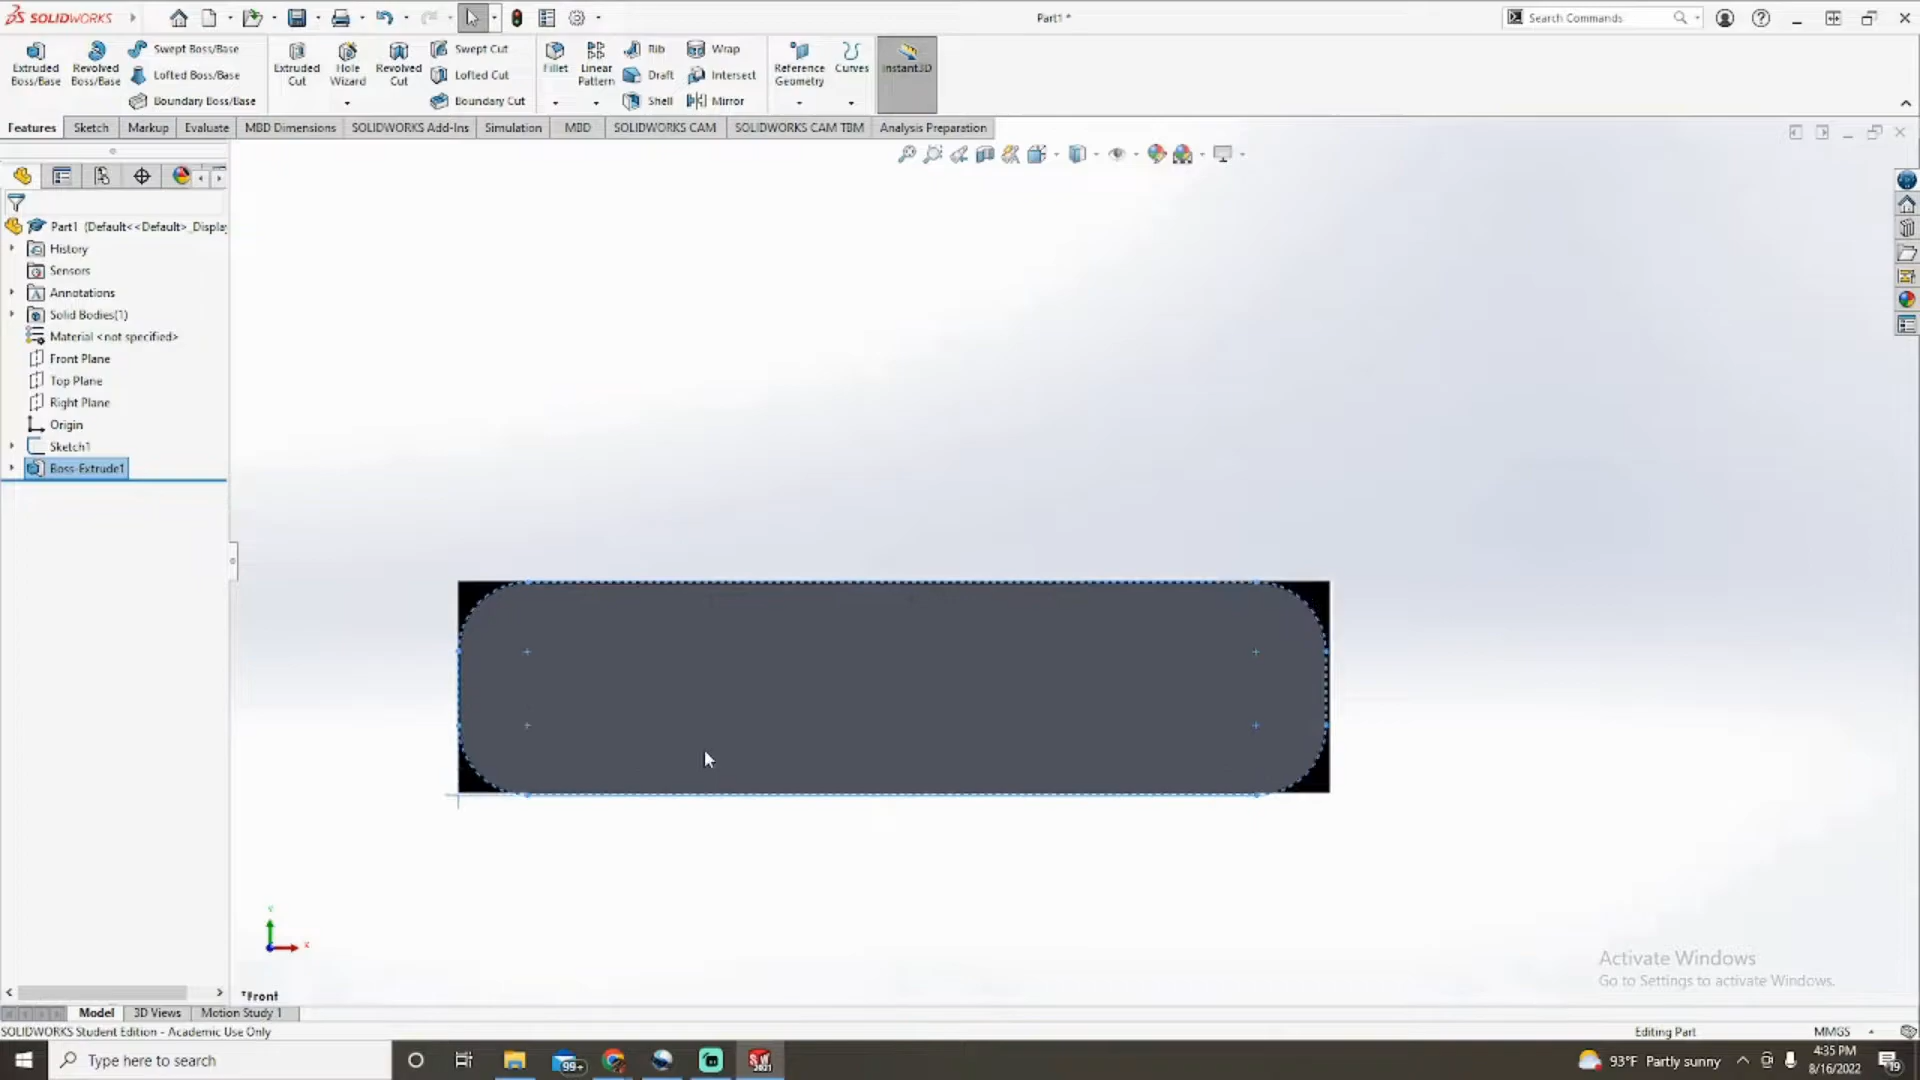 SOLIDWORKS
Part1 *
Search Commands
Extruded Boss/Base
Revolved Boss/Base
Swept Boss/Base
Lofted Boss/Base
Boundary Boss/Base
Extruded Cut
Hole Wizard
Revolved Cut
Swept Cut
Lofted Cut
Boundary Cut
Fillet
Linear Pattern
Rib
Draft
Shell
Wrap
Intersect
Mirror
Reference Geometry
Curves
Instant3D
Features
Sketch
Markup
Evaluate
MBD Dimensions
SOLIDWORKS Add-Ins
Simulation
MBD
SOLIDWORKS CAM
SOLIDWORKS CAM TBM
Analysis Preparation
Part1 (Default<<Default>_Display
History
Sensors
Annotations
Solid Bodies(1)
Material <not specified>
Front Plane
Top Plane
Right Plane
Origin
Sketch1
Boss-Extrude1
Y
X
*Front
Activate Windows
Go to Settings to activate Windows.
Model
3D Views
Motion Study 1
SOLIDWORKS Student Edition - Academic Use Only
Editing Part
MMGS
Type here to search
99+
SW
2021
93°F Partly sunny
4:35 PM
8/16/2022
19